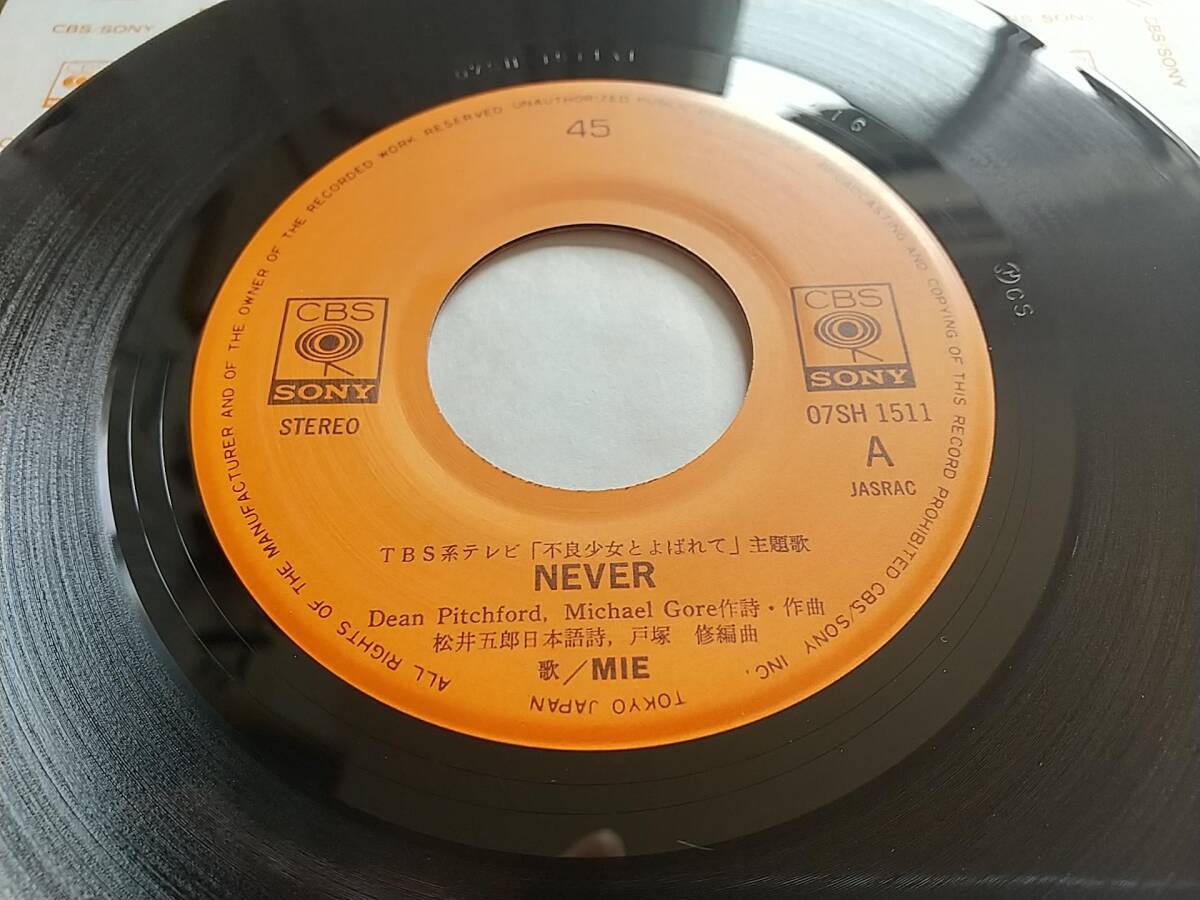 CBS/SONY
CBS/SONY
45
CBS
SONY
STEREO
CBS
SONY
07SH 1511
A
JASRAC
TBS系テレビ「不良少女とよばれて」主題歌
NEVER
Dean Pitchford, Michael Gore作詩・作曲
松井五郎日本語詩, 戸塚 修編曲
歌/MIE
ALL RIGHTS OF THE MANUFACTURER AND OF THE OWNER OF THE RECORDED WORK RESERVED UNAUTHORIZED BROADCASTING AND COPYING OF THIS RECORD PROHIBITED CBS/SONY INC.
TOKYO JAPAN
16
ⓅCS